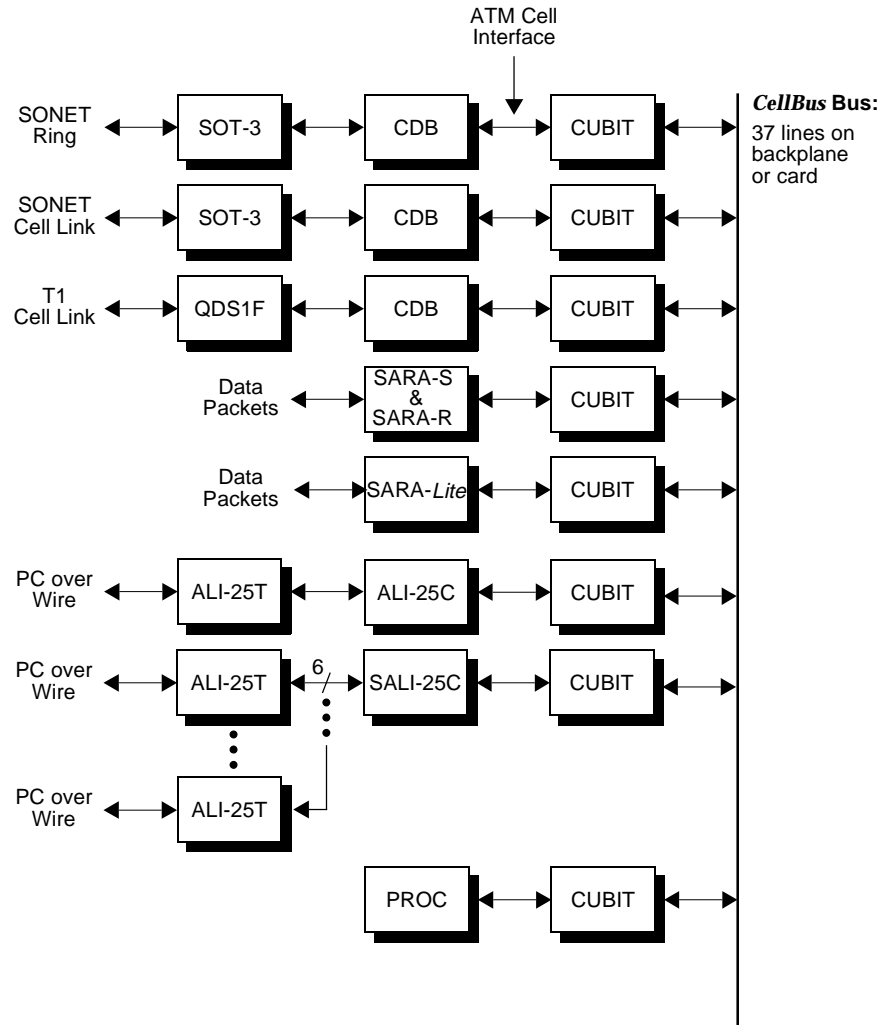 ATM Cell
Interface
CellBus Bus:
37 lines on
backplane
or card
SONET
Ring
SOT-3
CDB
CUBIT
SONET
Cell Link
SOT-3
CDB
CUBIT
T1
Cell Link
QDS1F
CDB
CUBIT
Data
Packets
SARA-S
&
SARA-R
CUBIT
Data
Packets
SARA-Lite
CUBIT
PC over
Wire
ALI-25T
ALI-25C
CUBIT
PC over
Wire
ALI-25T
6
SALI-25C
CUBIT
PC over
Wire
ALI-25T
PROC
CUBIT